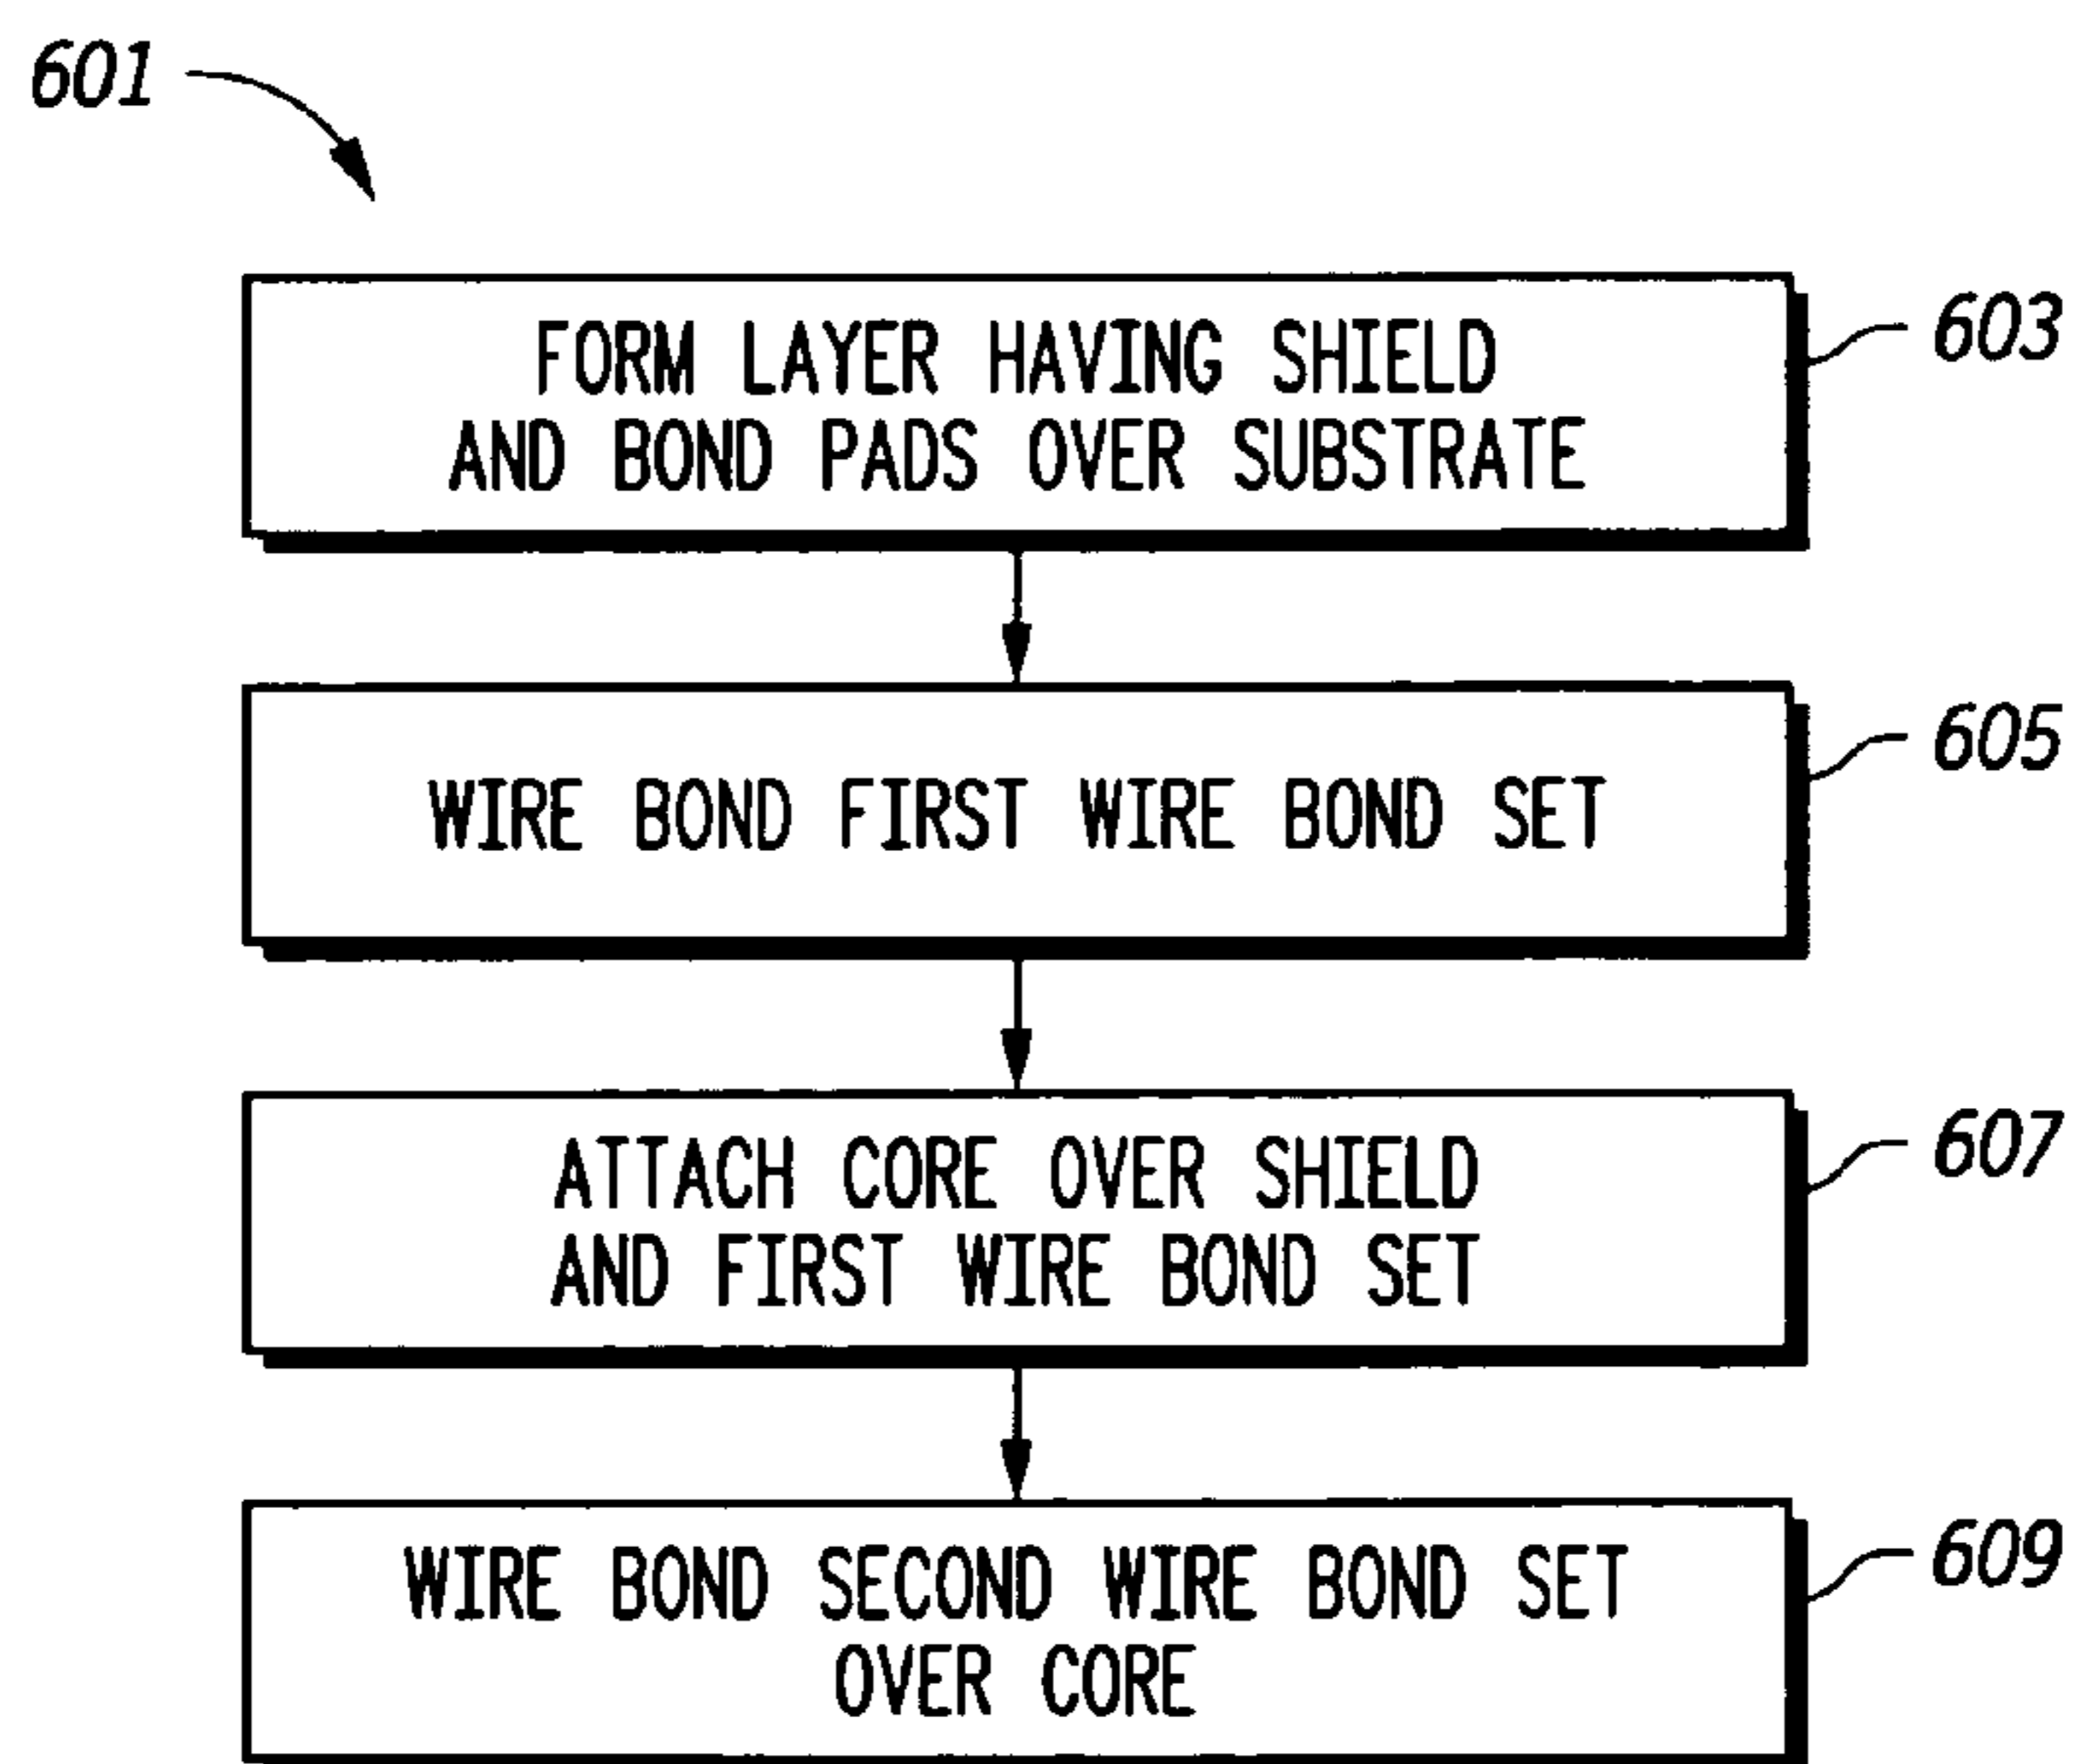 601
FORM LAYER HAVING SHIELD
AND BOND PADS OVER SUBSTRATE
603
WIRE BOND FIRST WIRE BOND SET
605
ATTACH CORE OVER SHIELD
AND FIRST WIRE BOND SET
607
WIRE BOND SECOND WIRE BOND SET
OVER CORE
609